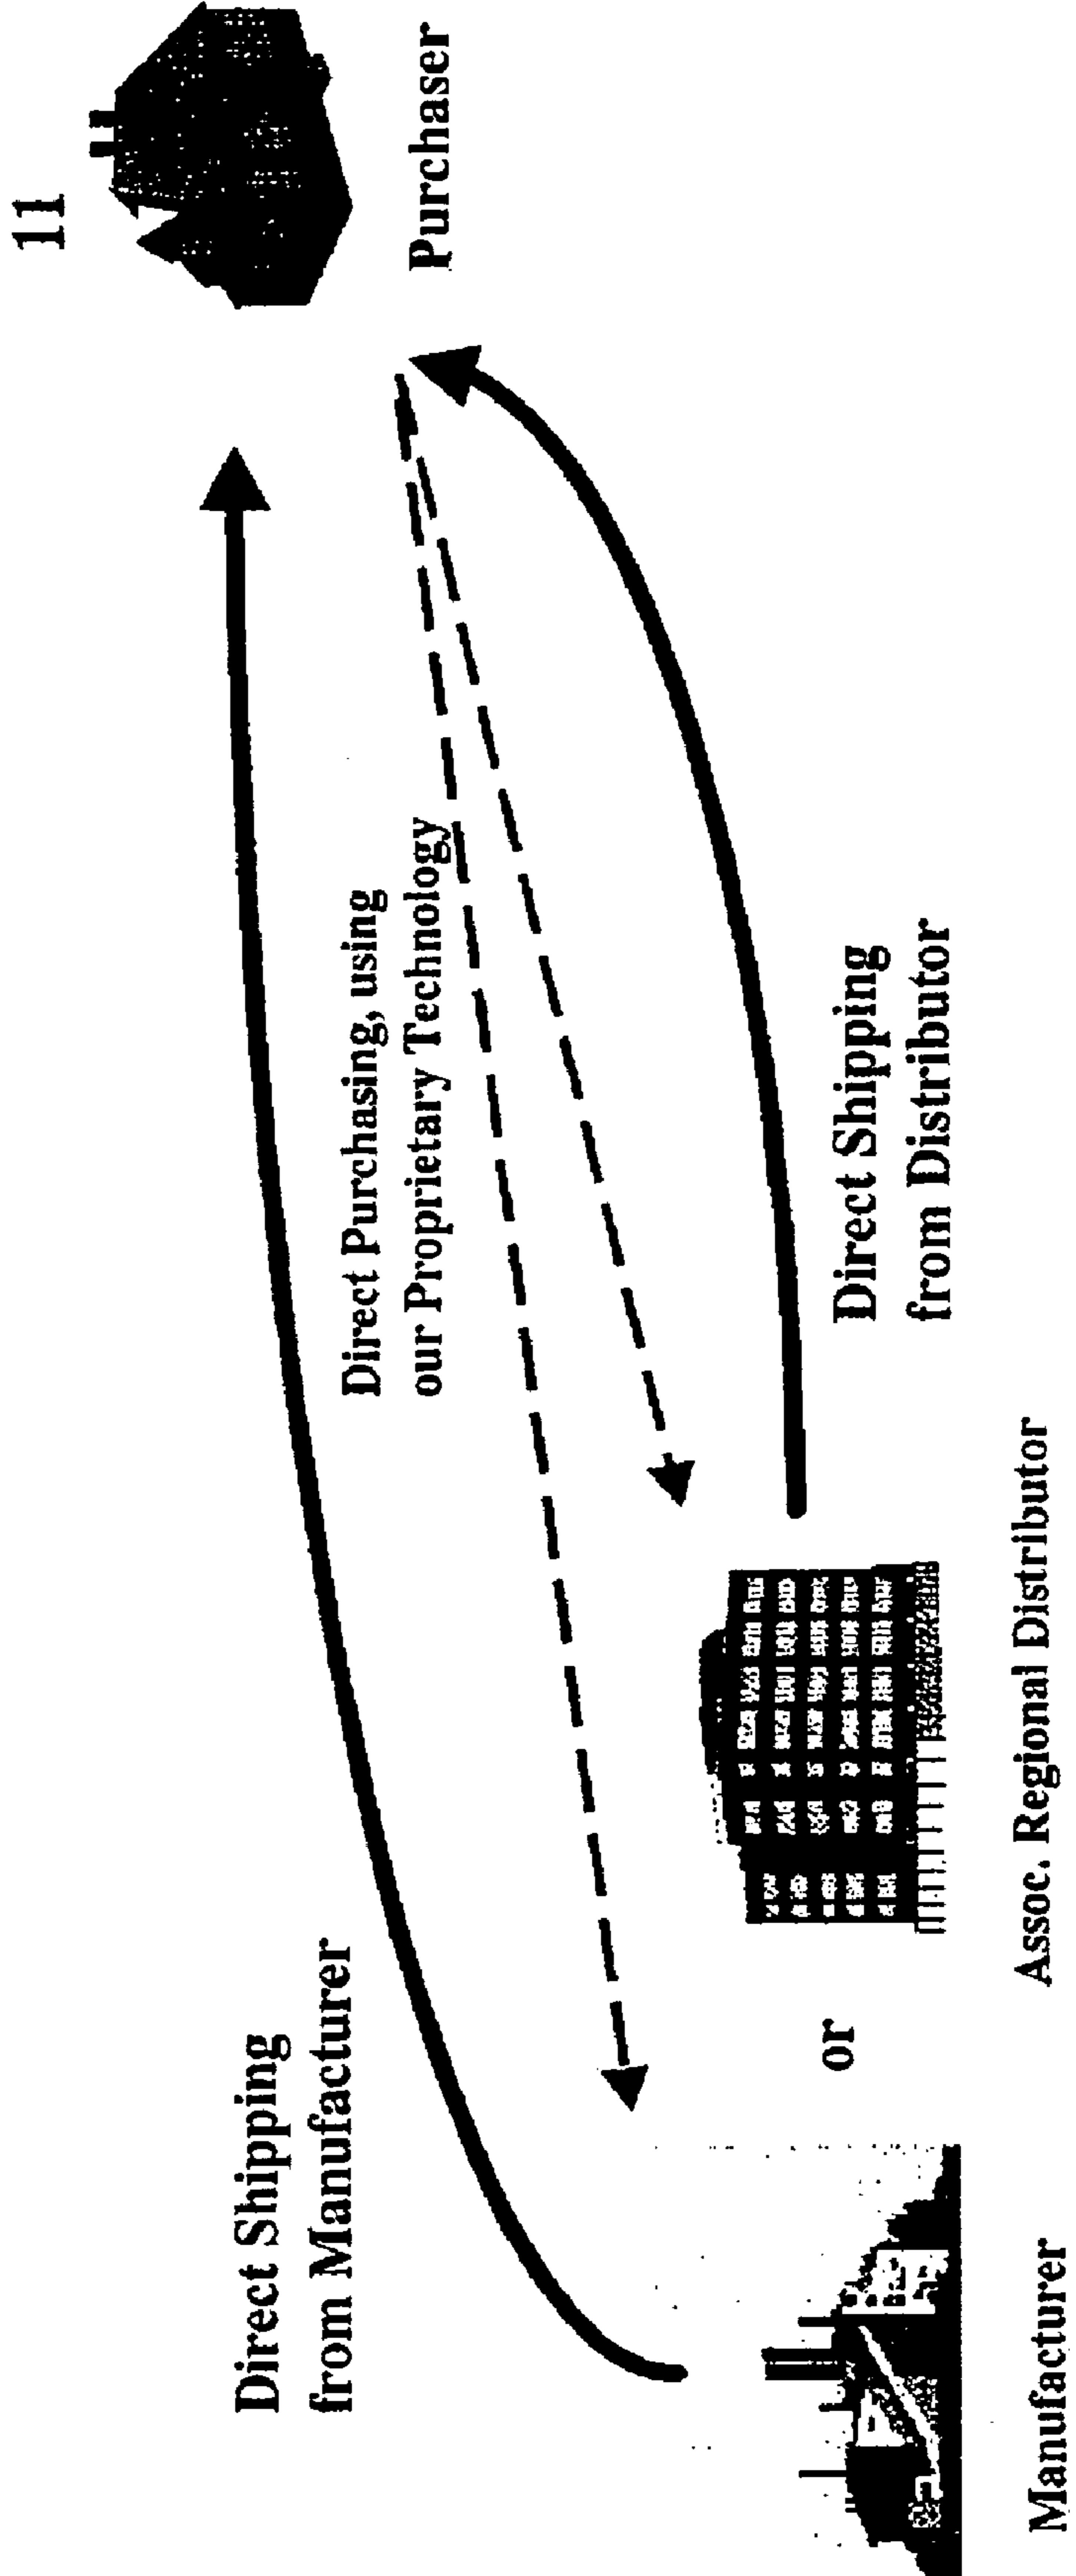 11
Direct Shipping
from Manufacturer
Direct Purchasing, using
our Proprietary Technology
Purchaser
Direct Shipping
from Distributor
or
Manufacturer
Assoc. Regional Distributor